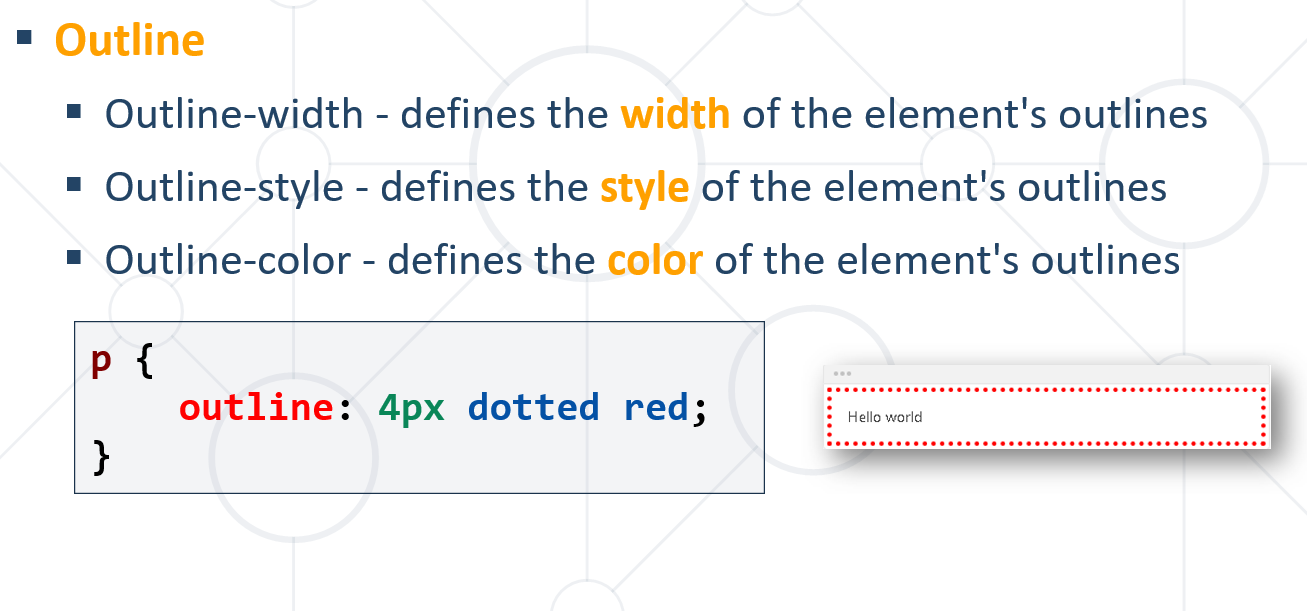 Outline
Outline-width - defines the width of the element's outlines
Outline-style - defines the style of the element's outlines
Outline-color - defines the color of the element's outlines
p {
    outline: 4px dotted red;
}
Hello world